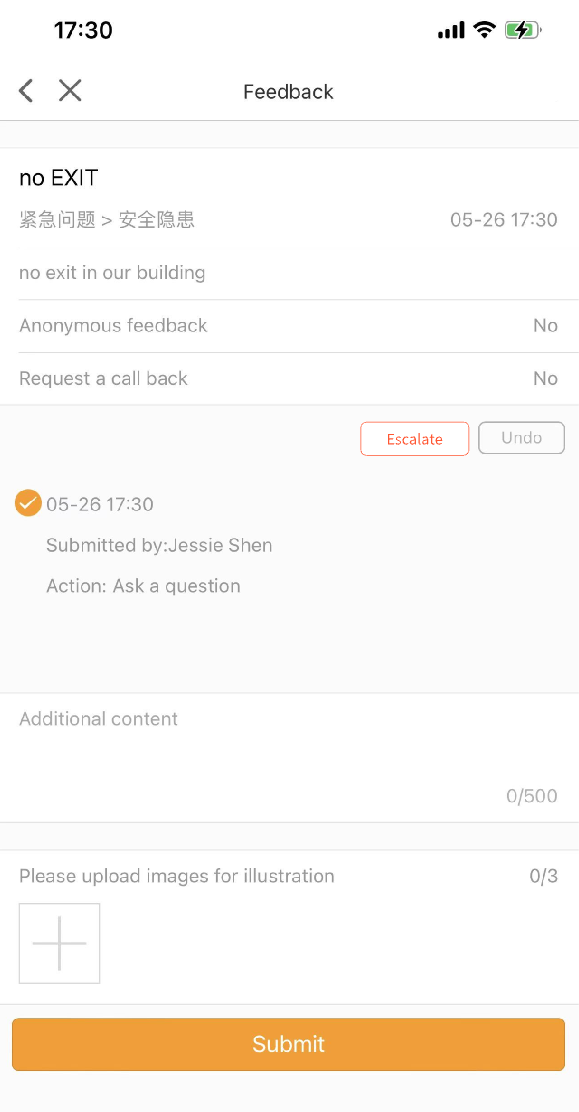 17:30
Feedback
no EXIT
紧急问题 > 安全隐患 05-26 17:30
no exit in our building
Anonymous feedback No
Request a call back No
Escalate Undo
05-26 17:30
Submitted by:Jessie Shen
Action: Ask a question
Additional content
0/500
Please upload images for illustration 0/3
Submit